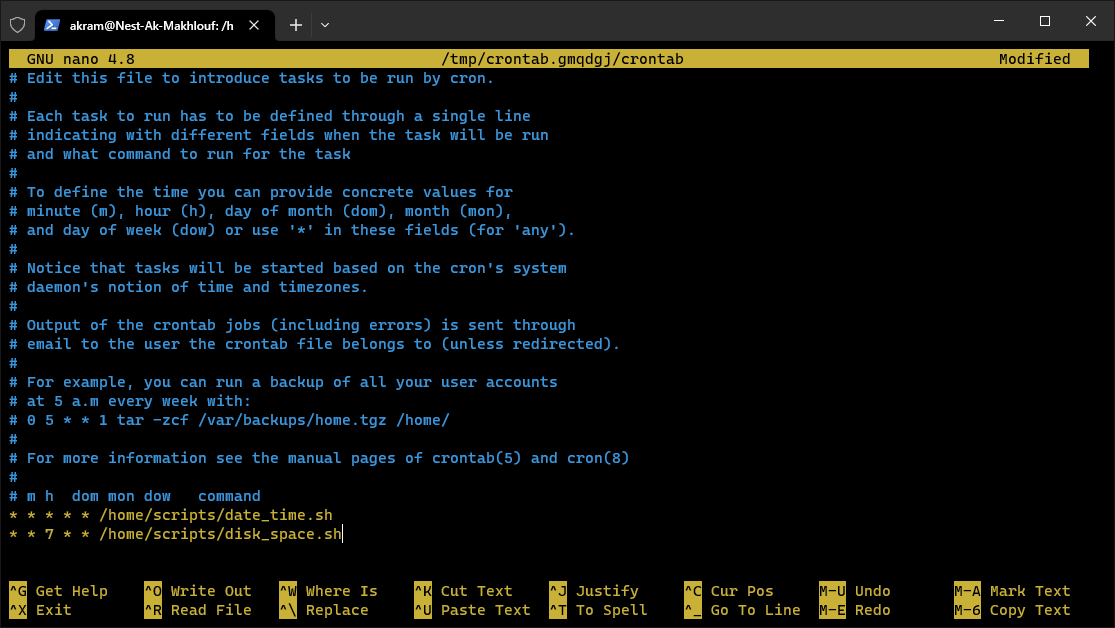 akram@Nest-Ak-Makhlouf: /h
GNU nano 4.8 /tmp/crontab.gmqdgj/crontab Modified
# Edit this file to introduce tasks to be run by cron.
#
# Each task to run has to be defined through a single line
# indicating with different fields when the task will be run
# and what command to run for the task
#
# To define the time you can provide concrete values for
# minute (m), hour (h), day of month (dom), month (mon),
# and day of week (dow) or use '*' in these fields (for 'any').
#
# Notice that tasks will be started based on the cron's system
# daemon's notion of time and timezones.
#
# Output of the crontab jobs (including errors) is sent through
# email to the user the crontab file belongs to (unless redirected).
#
# For example, you can run a backup of all your user accounts
# at 5 a.m every week with:
# 0 5 * * 1 tar -zcf /var/backups/home.tgz /home/
#
# For more information see the manual pages of crontab(5) and cron(8)
#
# m h  dom mon dow   command
* * * * * /home/scripts/date_time.sh
* * 7 * * /home/scripts/disk_space.sh
^G Get Help ^O Write Out ^W Where Is ^K Cut Text ^J Justify ^C Cur Pos M-U Undo M-A Mark Text
^X Exit ^R Read File ^\ Replace ^U Paste Text ^T To Spell ^_ Go To Line M-E Redo M-6 Copy Text